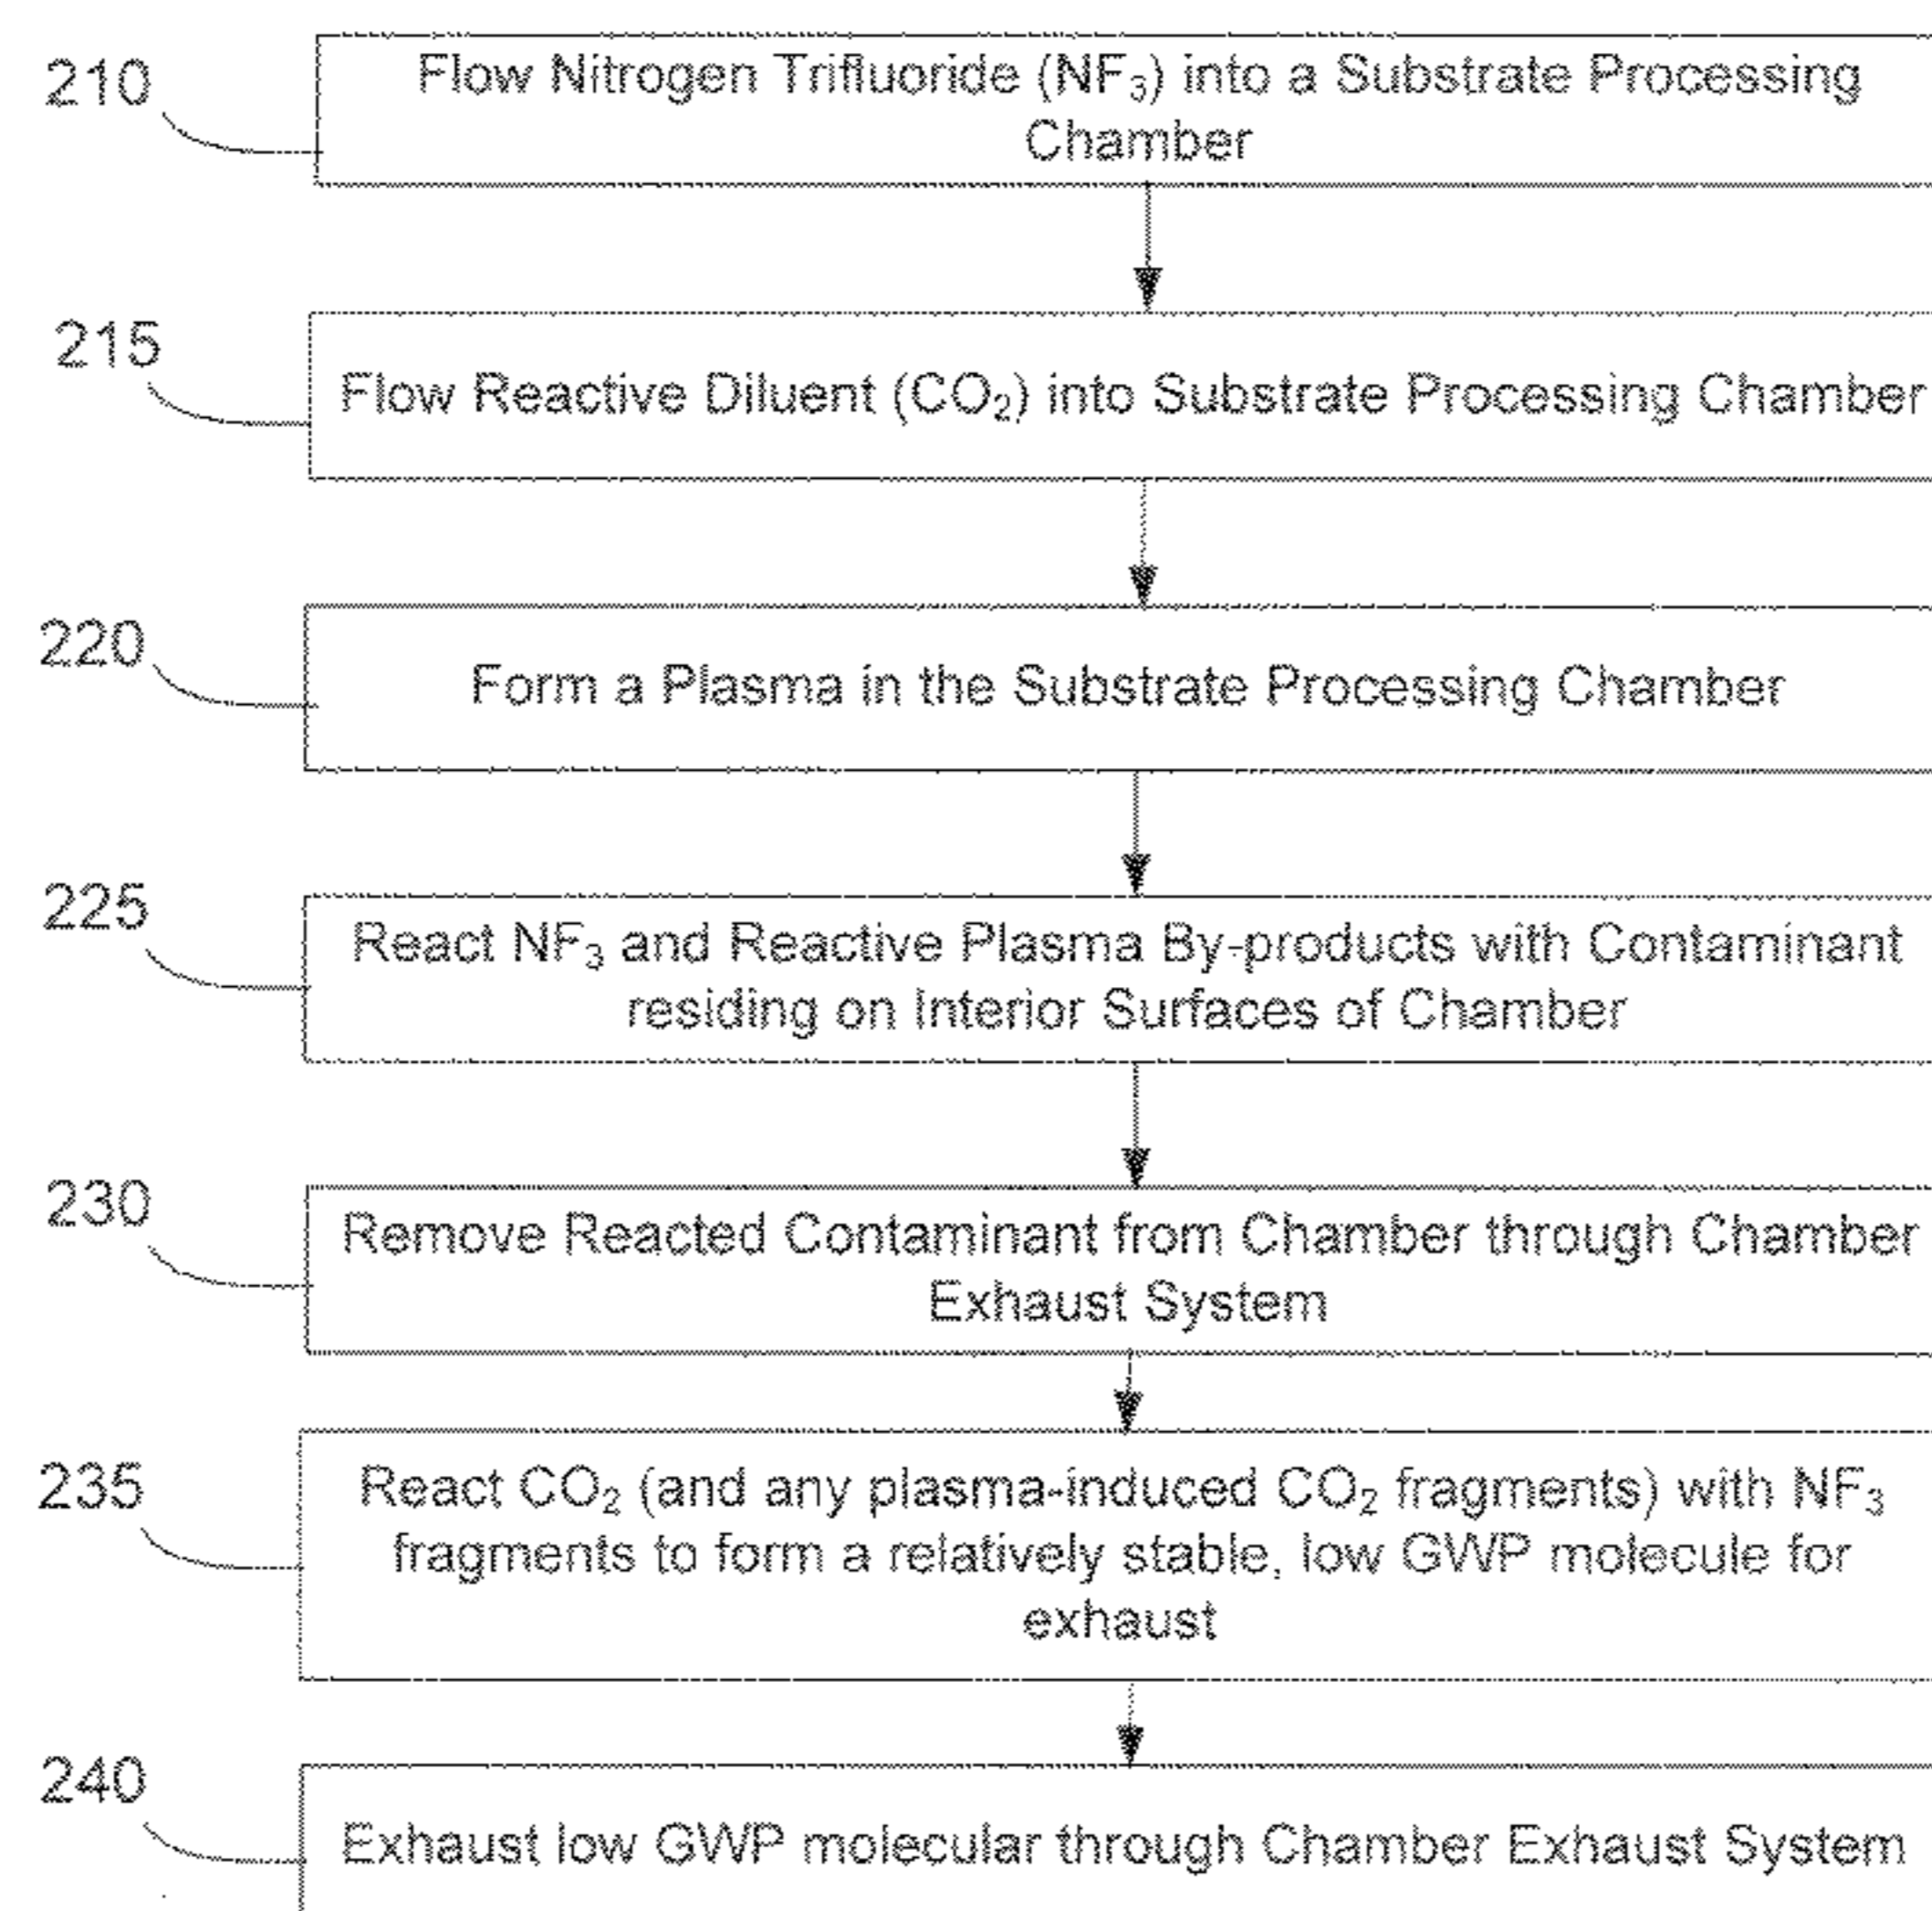 210
Flow Nitrogen Trifluoride (NF₃) into a Substrate Processing
Chamber
215
Flow Reactive Diluent (CO₂) into Substrate Processing Chamber
220
Form a Plasma in the Substrate Processing Chamber
225
React NF₃ and Reactive Plasma By-products with Contaminant
residing on Interior Surfaces of Chamber
230
Remove Reacted Contaminant from Chamber through Chamber
Exhaust System
235
React CO₂ (and any plasma-induced CO₂ fragments) with NF₃
fragments to form a relatively stable, low GWP molecule for
exhaust
240
Exhaust low GWP molecular through Chamber Exhaust System